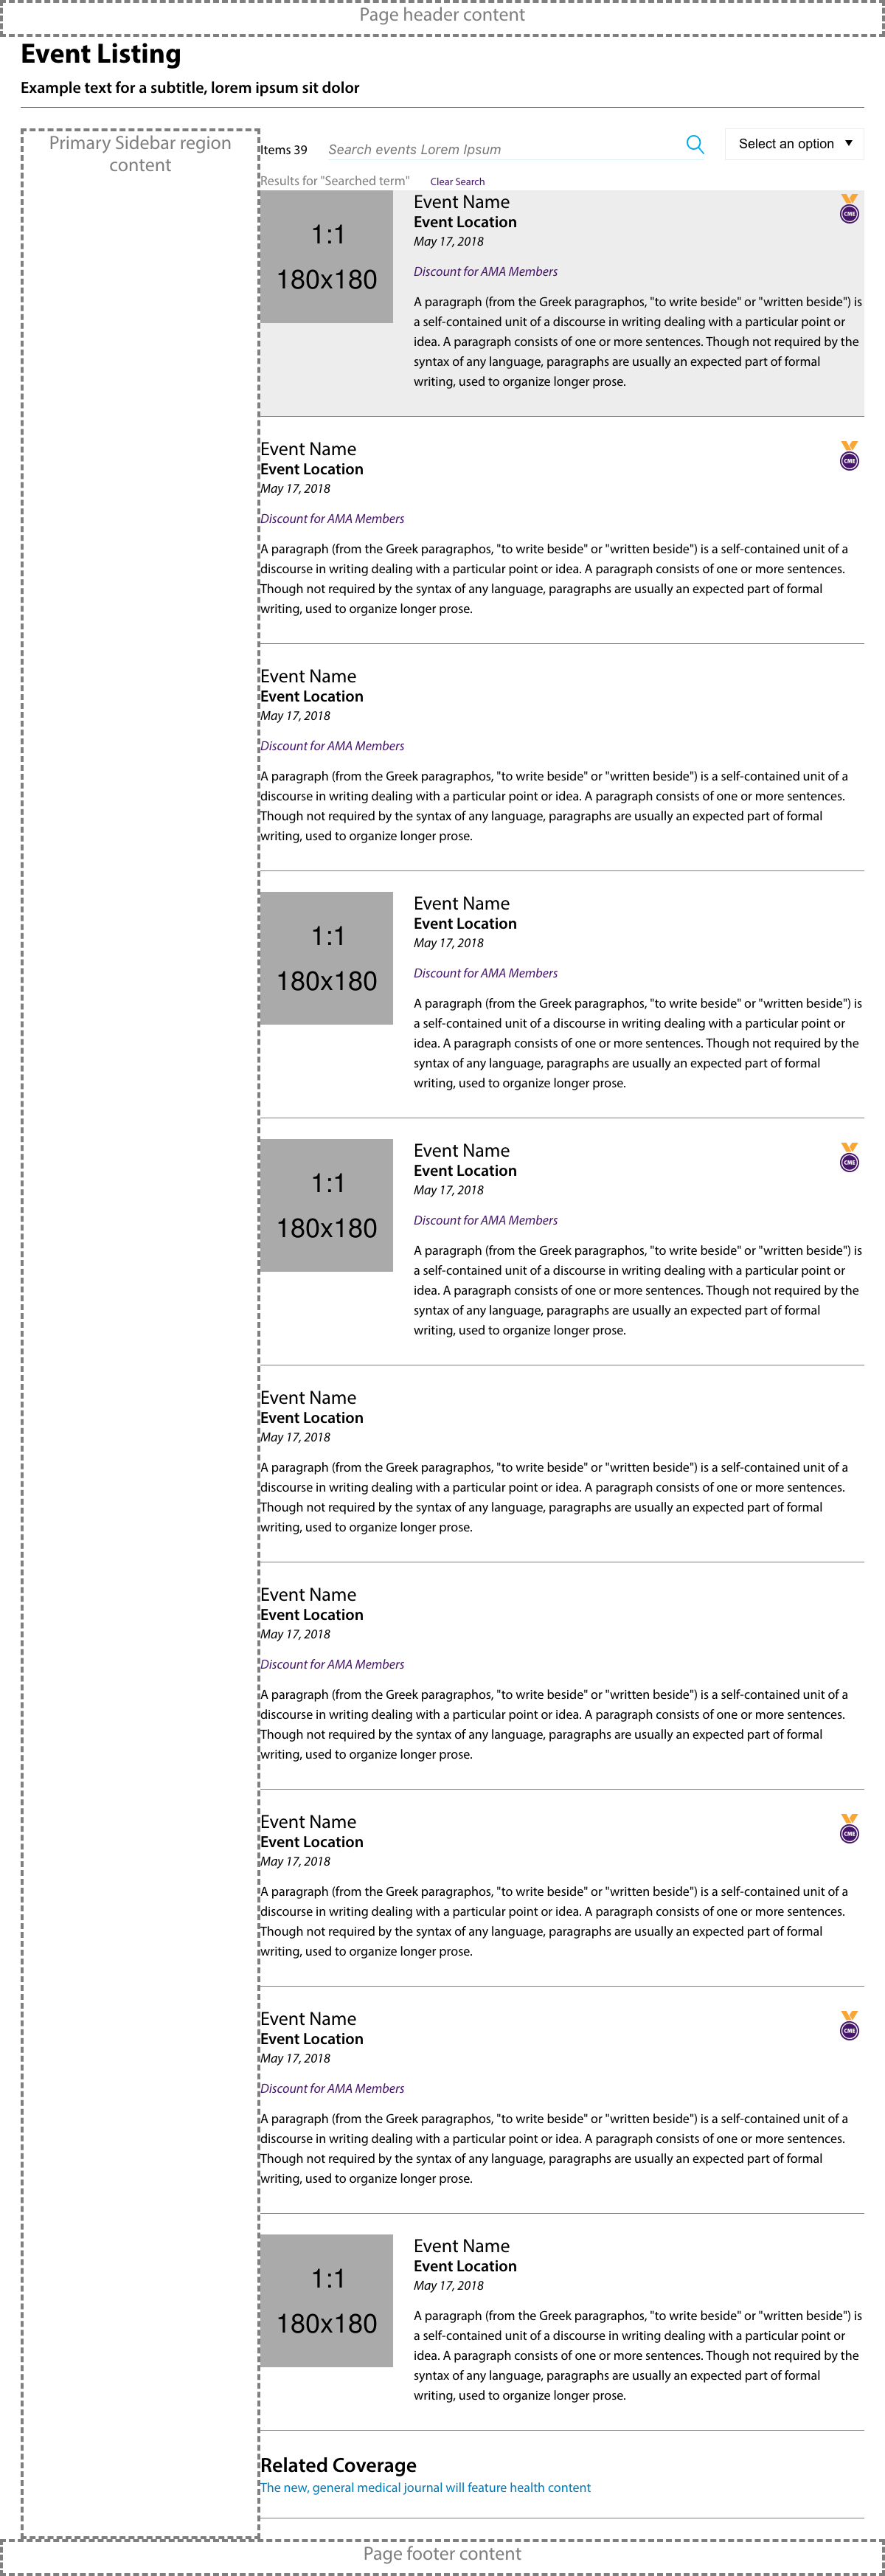 Page header content
Event Listing
Example text for a subtitle, lorem ipsum sit dolor
Primary Sidebar region
content
Items 39
Search events Lorem Ipsum
Select an option
Results for "Searched term"
Clear Search
1:1
180x180
Event Name
CME
Event Location
May 17, 2018
Discount for AMA Members
A paragraph (from the Greek paragraphos, "to write beside" or "written beside") is
a self-contained unit of a discourse in writing dealing with a particular point or
idea. A paragraph consists of one or more sentences. Though not required by the
syntax of any language, paragraphs are usually an expected part of formal
writing, used to organize longer prose.
Event Name
CME
Event Location
May 17, 2018
Discount for AMA Members
A paragraph (from the Greek paragraphos, "to write beside" or "written beside") is a self-contained unit of a
discourse in writing dealing with a particular point or idea. A paragraph consists of one or more sentences.
Though not required by the syntax of any language, paragraphs are usually an expected part of formal
writing, used to organize longer prose.
Event Name
Event Location
May 17, 2018
Discount for AMA Members
A paragraph (from the Greek paragraphos, "to write beside" or "written beside") is a self-contained unit of a
discourse in writing dealing with a particular point or idea. A paragraph consists of one or more sentences.
Though not required by the syntax of any language, paragraphs are usually an expected part of formal
writing, used to organize longer prose.
1:1
180x180
Event Name
Event Location
May 17, 2018
Discount for AMA Members
A paragraph (from the Greek paragraphos, "to write beside" or "written beside") is
a self-contained unit of a discourse in writing dealing with a particular point or
idea. A paragraph consists of one or more sentences. Though not required by the
syntax of any language, paragraphs are usually an expected part of formal
writing, used to organize longer prose.
1:1
180x180
Event Name
CME
Event Location
May 17, 2018
Discount for AMA Members
A paragraph (from the Greek paragraphos, "to write beside" or "written beside") is
a self-contained unit of a discourse in writing dealing with a particular point or
idea. A paragraph consists of one or more sentences. Though not required by the
syntax of any language, paragraphs are usually an expected part of formal
writing, used to organize longer prose.
Event Name
Event Location
May 17, 2018
A paragraph (from the Greek paragraphos, "to write beside" or "written beside") is a self-contained unit of a
discourse in writing dealing with a particular point or idea. A paragraph consists of one or more sentences.
Though not required by the syntax of any language, paragraphs are usually an expected part of formal
writing, used to organize longer prose.
Event Name
Event Location
May 17, 2018
Discount for AMA Members
A paragraph (from the Greek paragraphos, "to write beside" or "written beside") is a self-contained unit of a
discourse in writing dealing with a particular point or idea. A paragraph consists of one or more sentences.
Though not required by the syntax of any language, paragraphs are usually an expected part of formal
writing, used to organize longer prose.
Event Name
CME
Event Location
May 17, 2018
A paragraph (from the Greek paragraphos, "to write beside" or "written beside") is a self-contained unit of a
discourse in writing dealing with a particular point or idea. A paragraph consists of one or more sentences.
Though not required by the syntax of any language, paragraphs are usually an expected part of formal
writing, used to organize longer prose.
Event Name
CME
Event Location
May 17, 2018
Discount for AMA Members
A paragraph (from the Greek paragraphos, "to write beside" or "written beside") is a self-contained unit of a
discourse in writing dealing with a particular point or idea. A paragraph consists of one or more sentences.
Though not required by the syntax of any language, paragraphs are usually an expected part of formal
writing, used to organize longer prose.
1:1
180x180
Event Name
Event Location
May 17, 2018
A paragraph (from the Greek paragraphos, "to write beside" or "written beside") is
a self-contained unit of a discourse in writing dealing with a particular point or
idea. A paragraph consists of one or more sentences. Though not required by the
syntax of any language, paragraphs are usually an expected part of formal
writing, used to organize longer prose.
Related Coverage
The new, general medical journal will feature health content
Page footer content